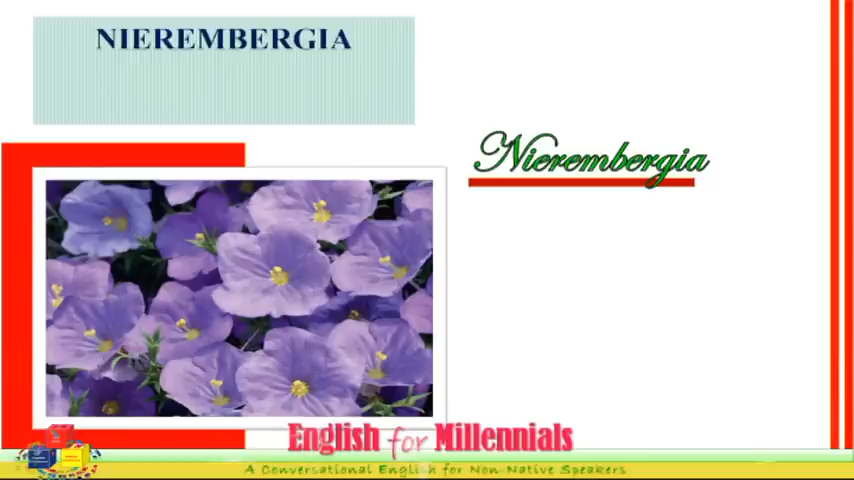 NIEREMBERGIA
Nierembergia
English for Millennials
A Conversational English for Non-Native Speakers